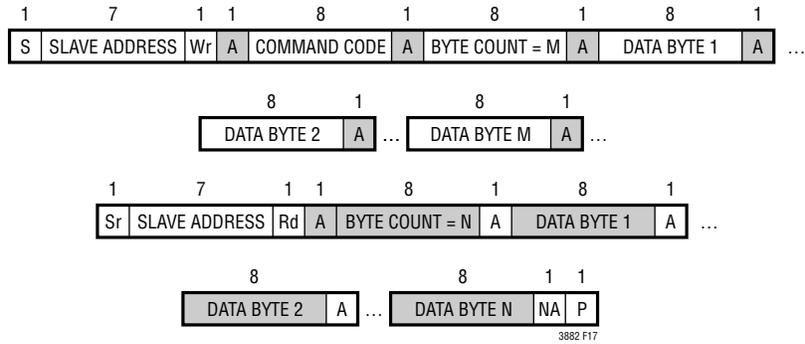 1 7 1 1 8 1 8 1 8 1
S SLAVE ADDRESS Wr A COMMAND CODE A BYTE COUNT = M A DATA BYTE 1 A …
8 1 8 1
DATA BYTE 2 A … DATA BYTE M A …
1 7 1 1 8 1 8 1
Sr SLAVE ADDRESS Rd A BYTE COUNT = N A DATA BYTE 1 A …
8 8 1 1
DATA BYTE 2 A … DATA BYTE N NA P
3882 F17